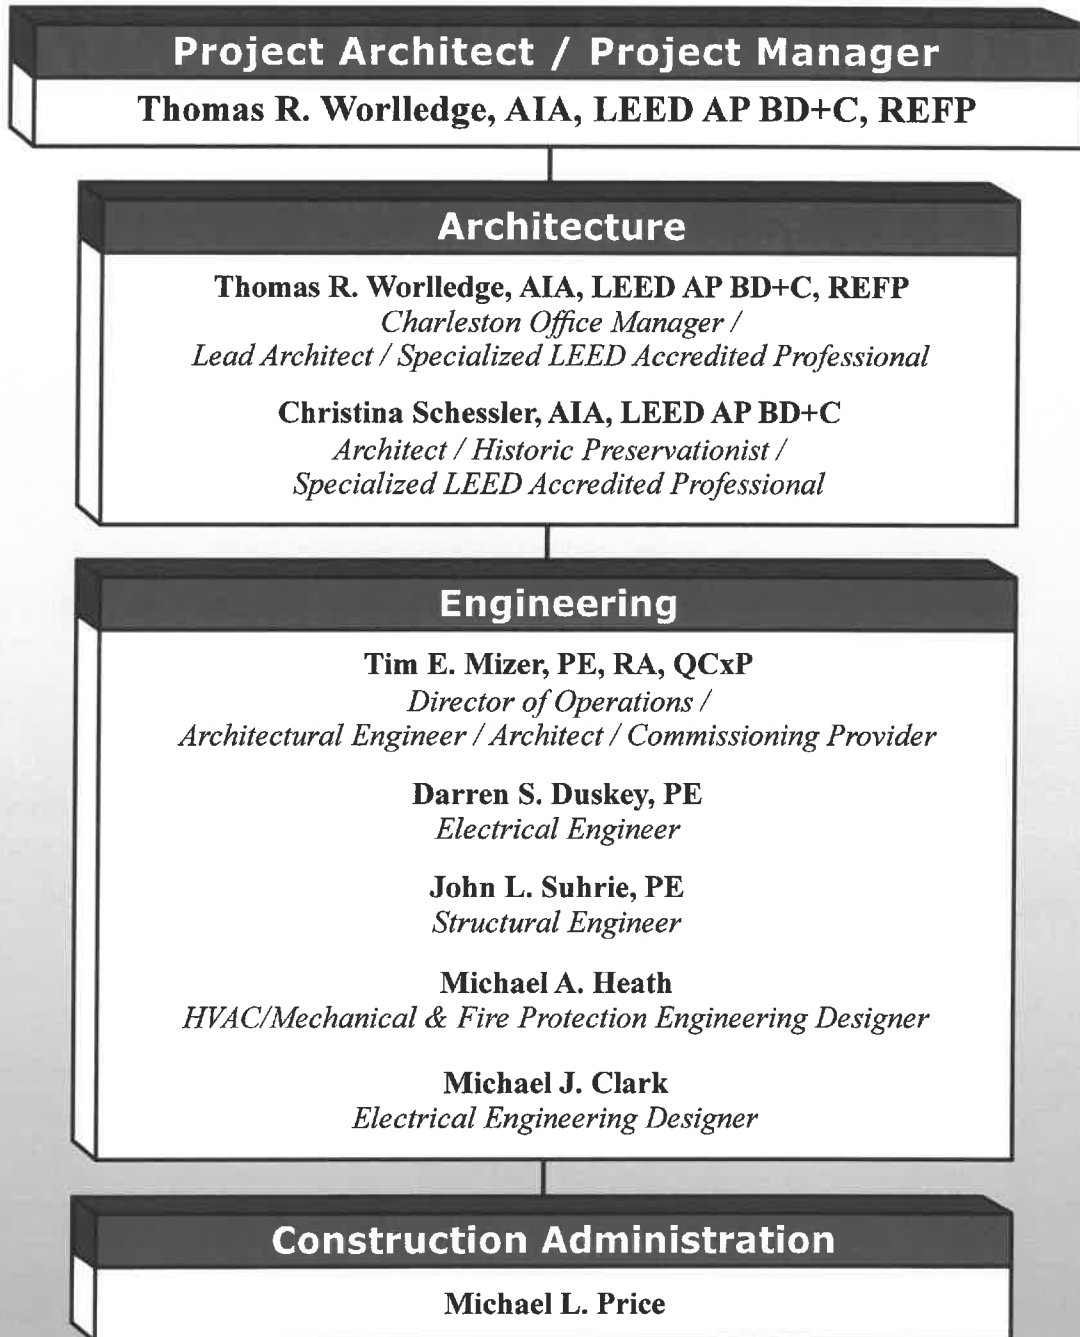 Project Architect / Project Manager
Thomas R. Worlledge, AIA, LEED AP BD+C, REFP
Architecture
Thomas R. Worlledge, AIA, LEED AP BD+C, REFP
Charleston Office Manager /
Lead Architect / Specialized LEED Accredited Professional
Christina Schessler, AIA, LEED AP BD+C
Architect / Historic Preservationist /
Specialized LEED Accredited Professional
Engineering
Tim E. Mizer, PE, RA, QCxP
Director of Operations /
Architectural Engineer / Architect / Commissioning Provider
Darren S. Duskey, PE
Electrical Engineer
John L. Suhrie, PE
Structural Engineer
Michael A. Heath
HVAC/Mechanical & Fire Protection Engineering Designer
Michael J. Clark
Electrical Engineering Designer
Construction Administration
Michael L. Price